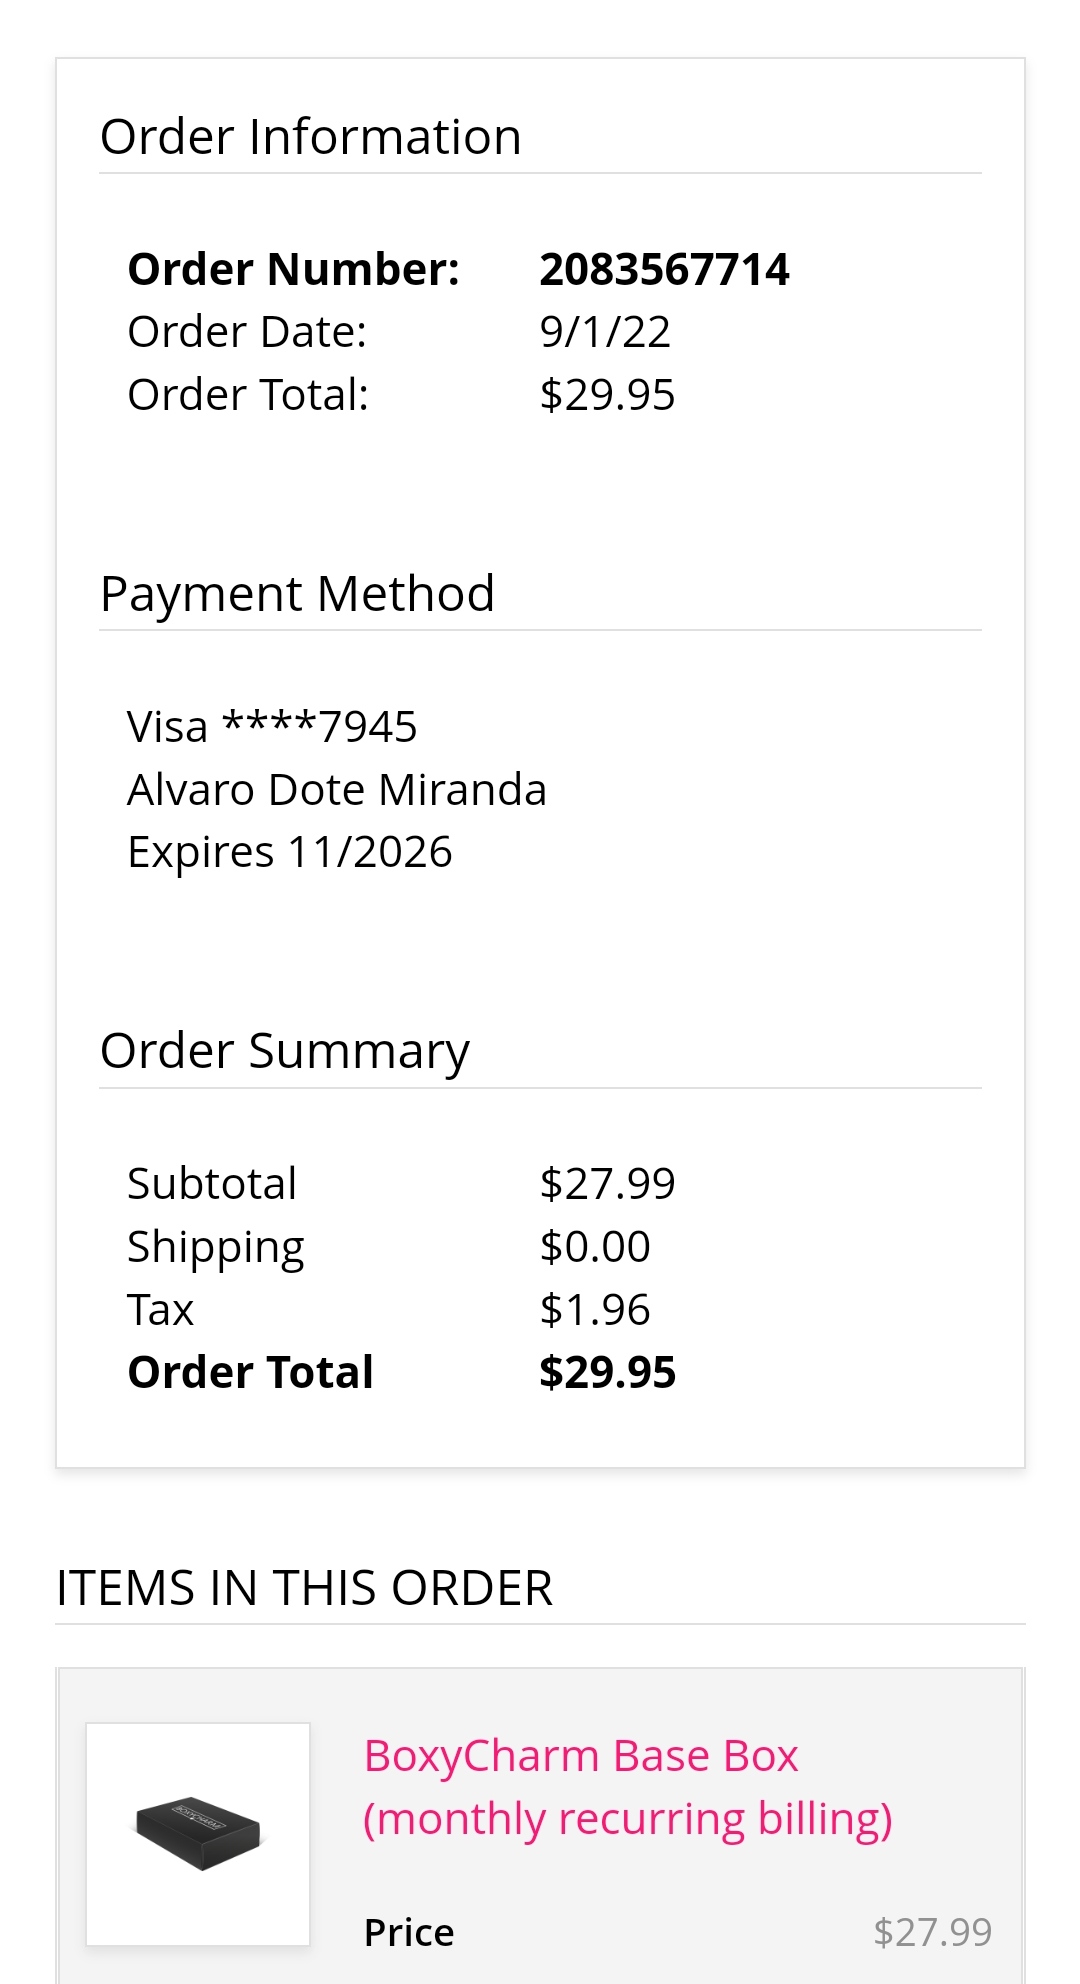 Order Information
Order Number: 2083567714
Order Date: 9/1/22
Order Total: $29.95
Payment Method
Visa ****7945
Alvaro Dote Miranda
Expires 11/2026
Order Summary
Subtotal $27.99
Shipping $0.00
Tax $1.96
Order Total $29.95
ITEMS IN THIS ORDER
BOXYCHARM
BoxyCharm Base Box
(monthly recurring billing)
Price $27.99